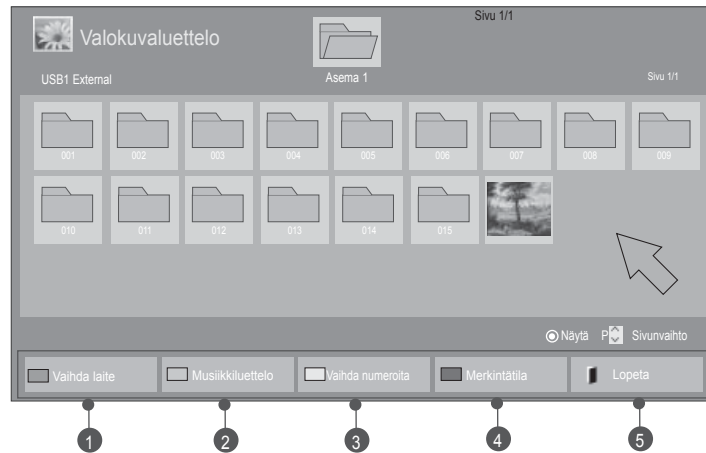 Sivu 1/1
Valokuvaluettelo
USB1 External
Asema 1
Sivu 1/1
001 002 003 004 005 006 007 008 009
010 011 012 013 014 015
Näytä P Sivunvaihto
Vaihda laite Musiikkiluettelo Vaihda numeroita Merkintätila Lopeta
1 2 3 4 5